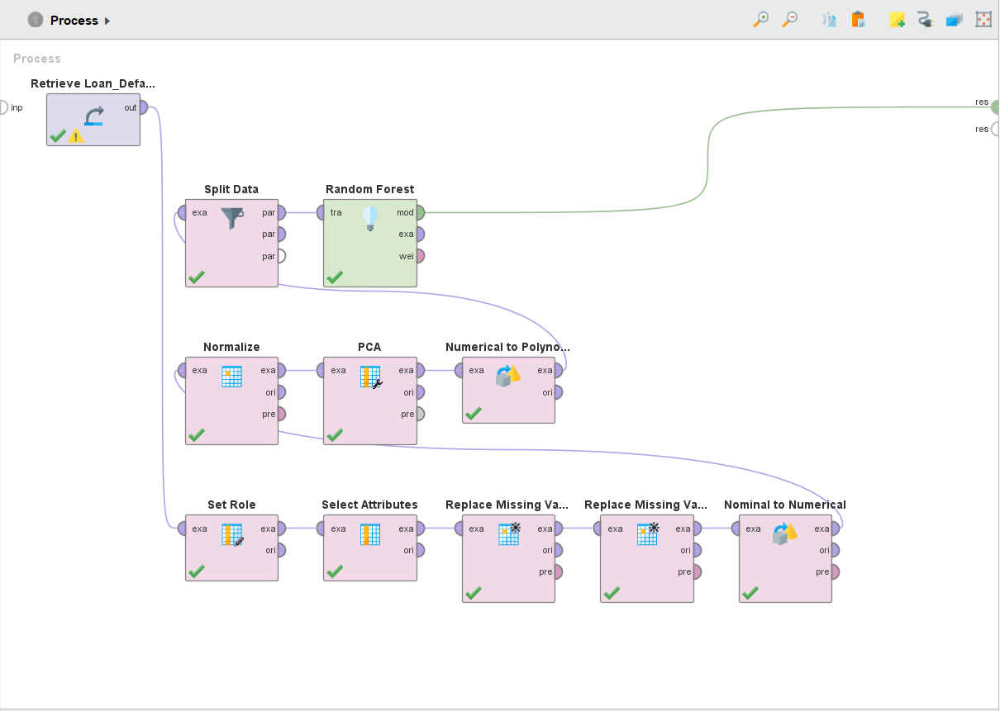 Process
Process
Retrieve Loan_Defa...
inp
out
res
res
Split Data
exa
par
par
par
Random Forest
tra
mod
exa
wei
Normalize
exa
exa
ori
pre
PCA
exa
exa
ori
pre
Numerical to Polyno...
exa
exa
ori
Set Role
exa
exa
ori
Select Attributes
exa
exa
ori
Replace Missing Va...
exa
exa
ori
pre
Replace Missing Va...
exa
exa
ori
pre
Nominal to Numerical
exa
exa
ori
pre